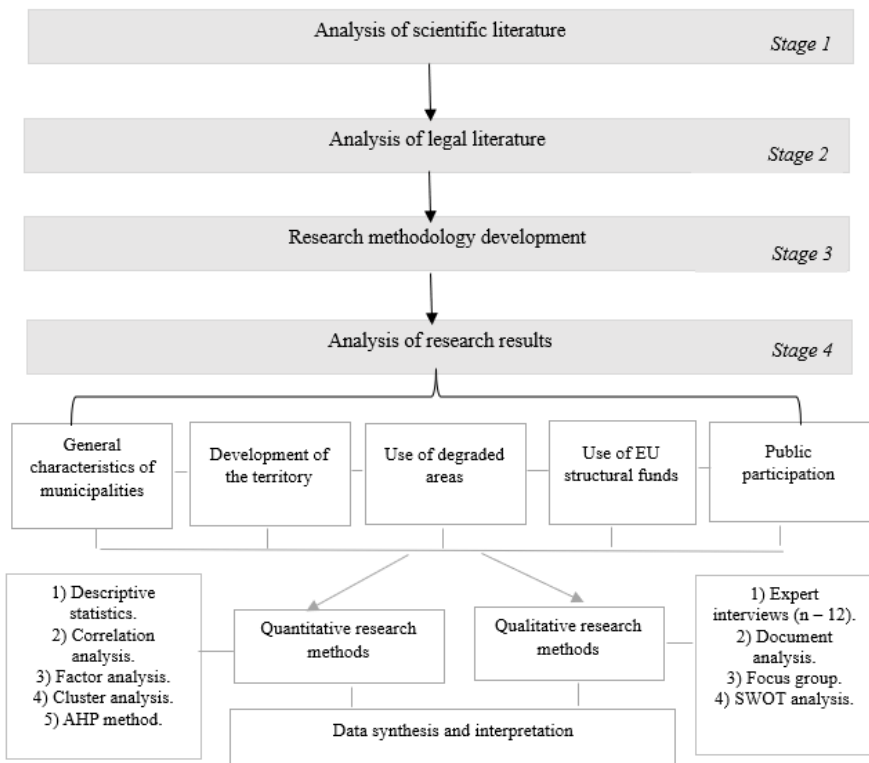 Analysis of scientific literature
Stage 1
Analysis of legal literature
Stage 2
Research methodology development
Stage 3
Analysis of research results
Stage 4
General
characteristics of
municipalities
Development of
the territory
Use of degraded
areas
Use of EU
structural funds
Public
participation
1) Descriptive
statistics.
2) Correlation
analysis.
3) Factor analysis.
4) Cluster analysis.
5) AHP method.
Quantitative research
methods
Qualitative research
methods
1) Expert
interviews (n – 12).
2) Document
analysis.
3) Focus group.
4) SWOT analysis.
Data synthesis and interpretation